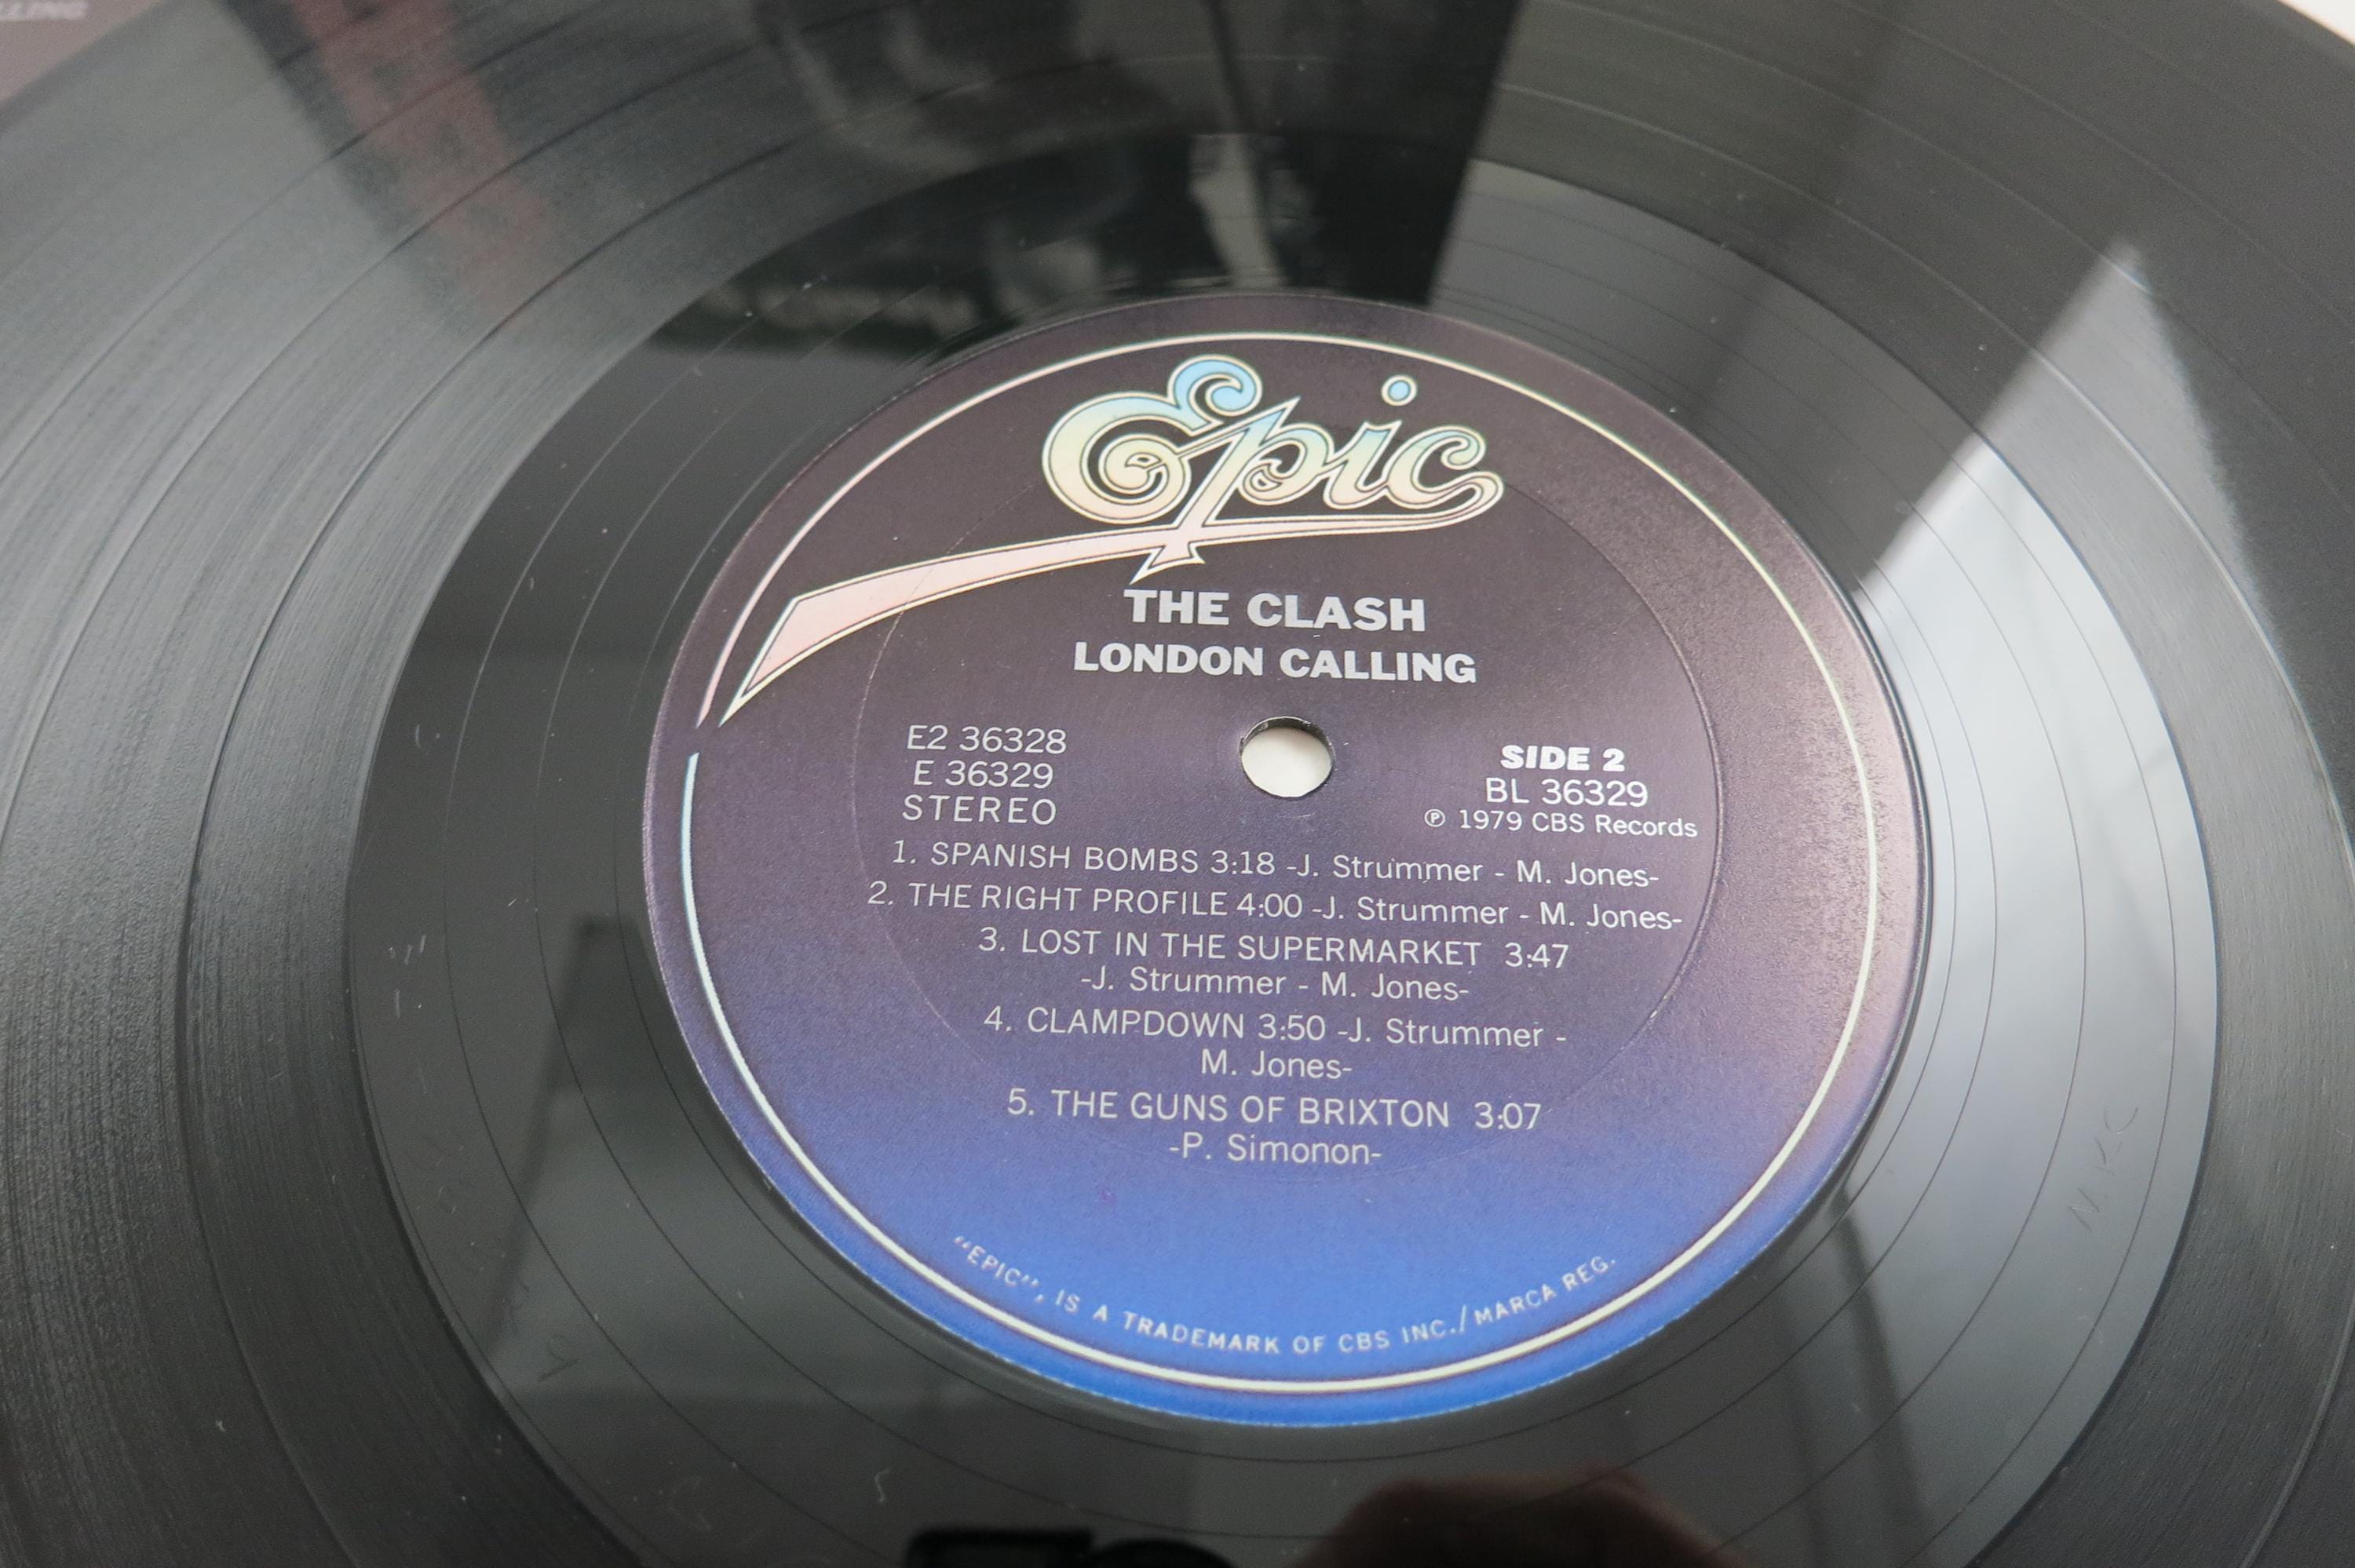 LLING
Epic
THE CLASH
LONDON CALLING
E2 36328
E 36329
STEREO
SIDE 2
BL 36329
℗ 1979 CBS Records
1. SPANISH BOMBS 3:18 -J. Strummer - M. Jones-
2. THE RIGHT PROFILE 4:00 -J. Strummer - M. Jones-
3. LOST IN THE SUPERMARKET 3:47
-J. Strummer - M. Jones-
4. CLAMPDOWN 3:50 -J. Strummer -
M. Jones-
5. THE GUNS OF BRIXTON 3:07
-P. Simonon-
"EPIC", IS A TRADEMARK OF CBS INC./MARCA REG.